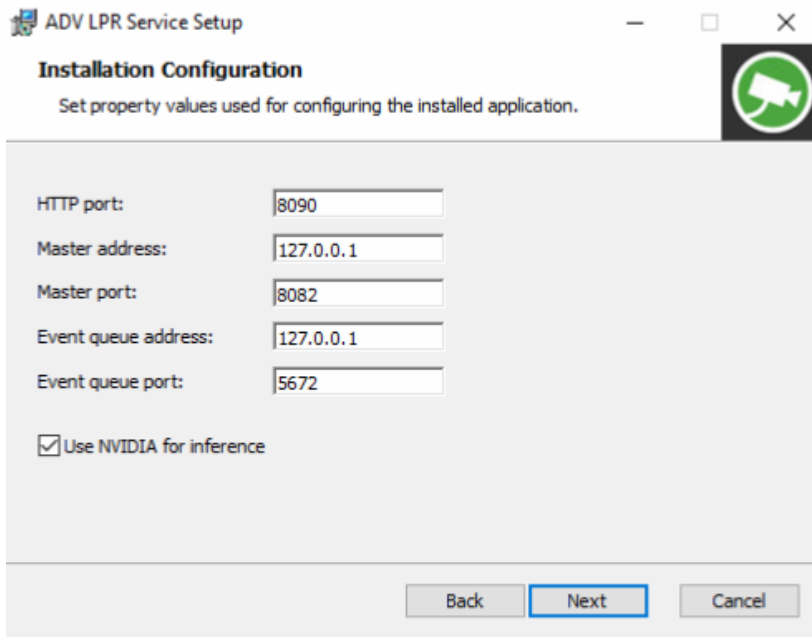 ADV LPR Service Setup
Installation Configuration
Set property values used for configuring the installed application.
HTTP port: 8090
Master address: 127.0.0.1
Master port: 8082
Event queue address: 127.0.0.1
Event queue port: 5672
Use NVIDIA for inference
Back Next Cancel